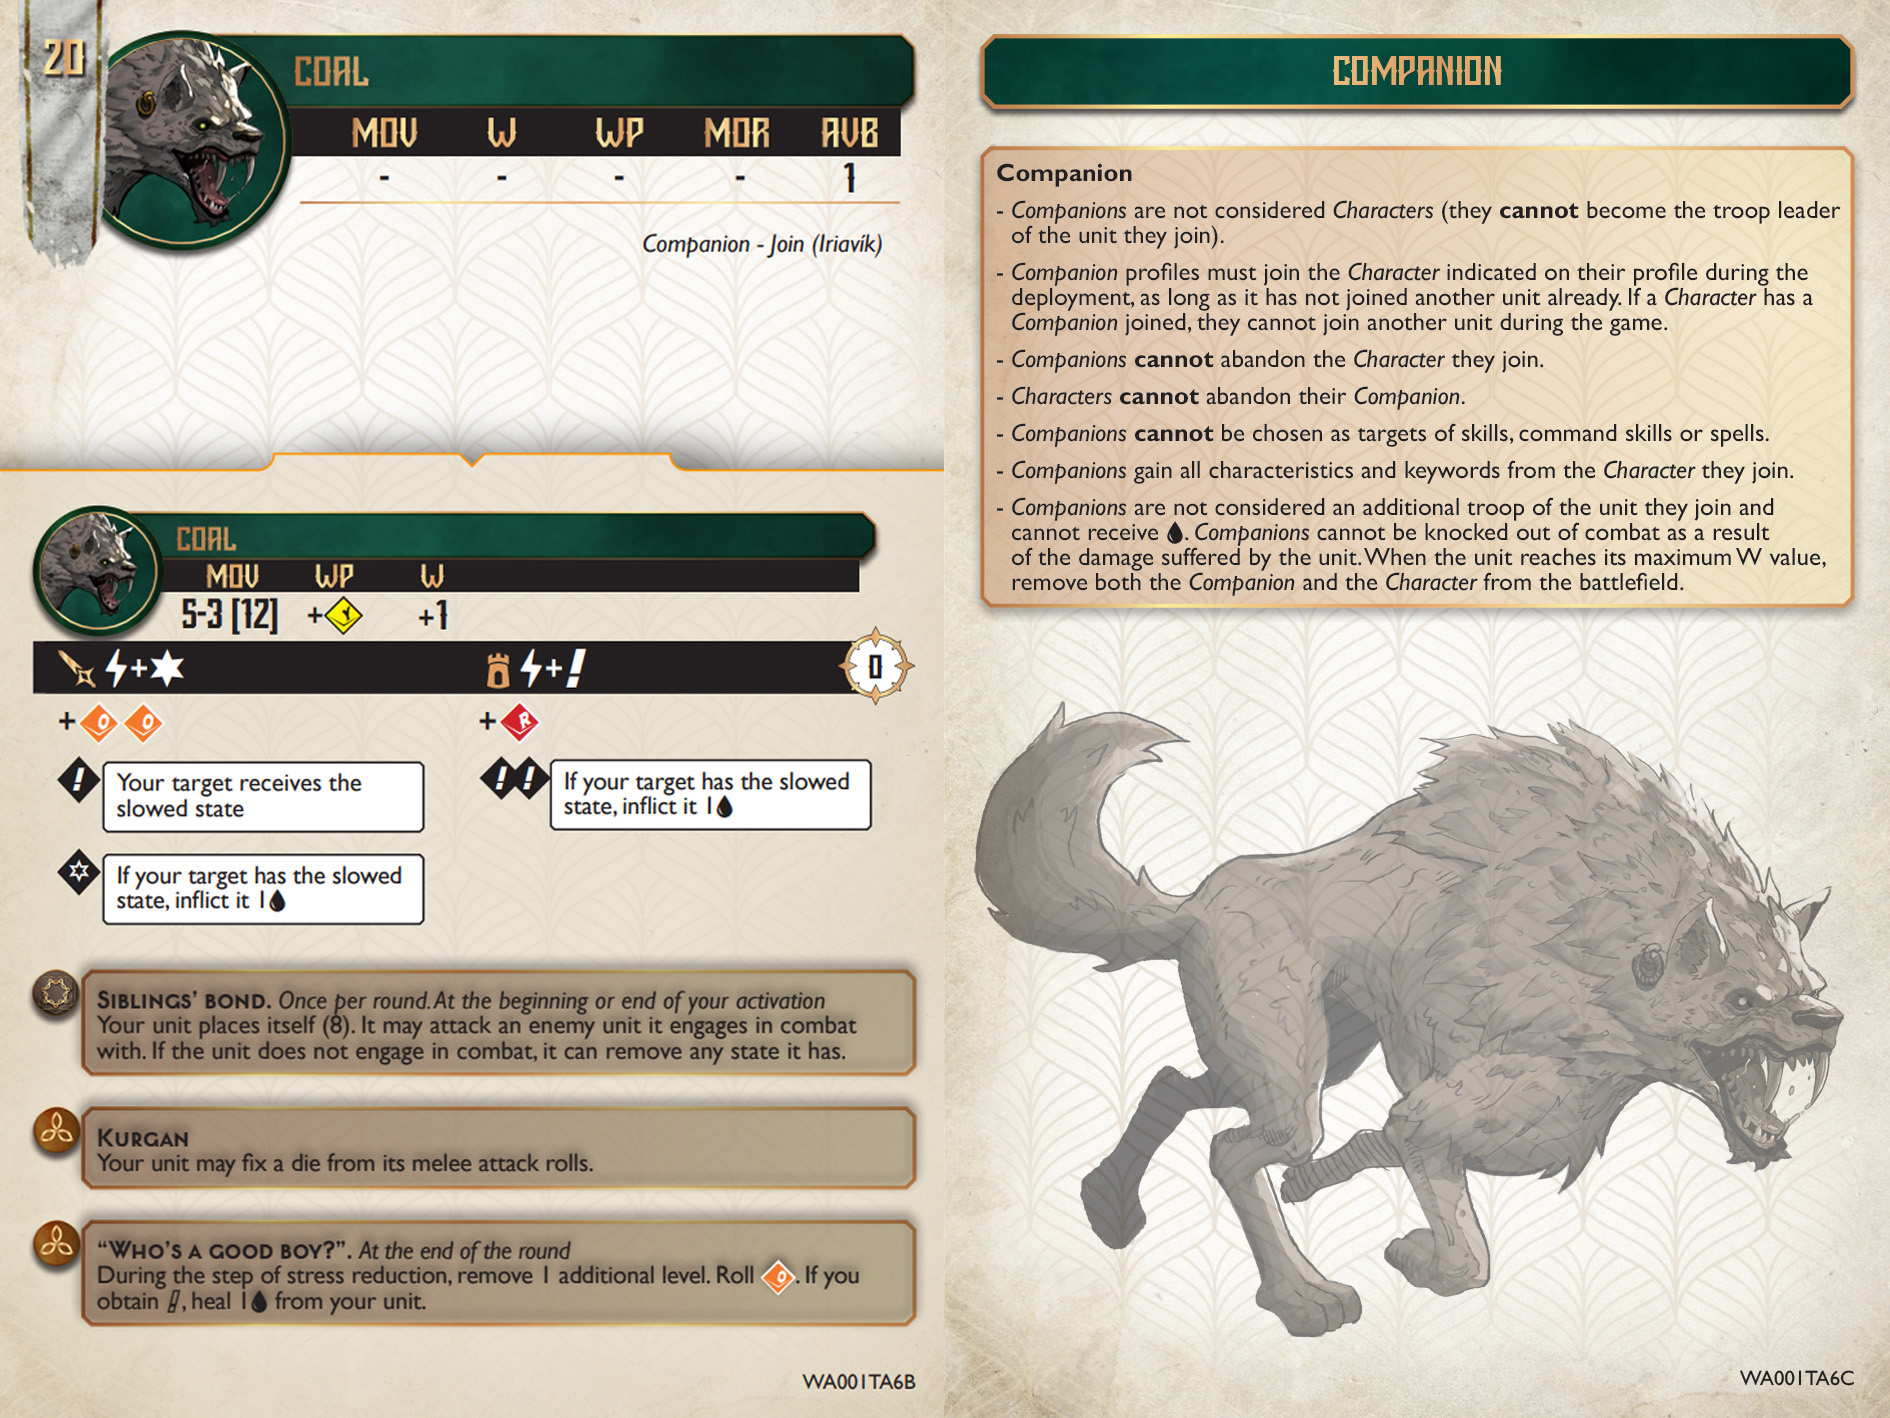 20
COAL
MOV W WP MOR AVB
- - - - 1
Companion - Join (Iriavík)
COAL
MOV WP W
5-3 [12] + Y +1
+
+!
0
+ O O
+ R
!
Your target receives the
slowed state
!!
If your target has the slowed
state, inflict it 1
If your target has the slowed
state, inflict it 1
SIBLINGS' BOND. Once per round. At the beginning or end of your activation
Your unit places itself (8). It may attack an enemy unit it engages in combat
with. If the unit does not engage in combat, it can remove any state it has.
KURGAN
Your unit may fix a die from its melee attack rolls.
“WHO'S A GOOD BOY?”. At the end of the round
During the step of stress reduction, remove 1 additional level. Roll O. If you
obtain !, heal 1 from your unit.
WA001TA6B
COMPANION
Companion
- Companions are not considered Characters (they cannot become the troop leader
of the unit they join).
- Companion profiles must join the Character indicated on their profile during the
deployment, as long as it has not joined another unit already. If a Character has a
Companion joined, they cannot join another unit during the game.
- Companions cannot abandon the Character they join.
- Characters cannot abandon their Companion.
- Companions cannot be chosen as targets of skills, command skills or spells.
- Companions gain all characteristics and keywords from the Character they join.
- Companions are not considered an additional troop of the unit they join and
cannot receive . Companions cannot be knocked out of combat as a result
of the damage suffered by the unit. When the unit reaches its maximum W value,
remove both the Companion and the Character from the battlefield.
WA001TA6C